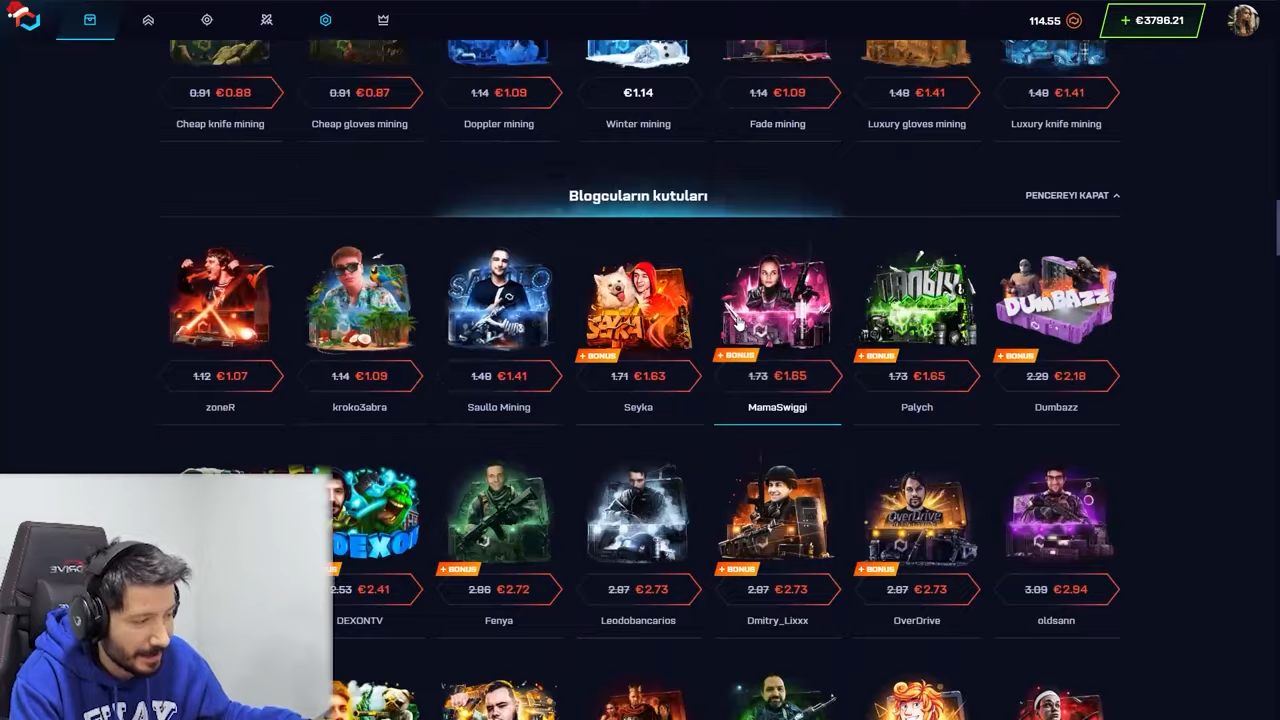 114.55
+ €3796.21
0.91 €0.88
0.91 €0.87
1.14 €1.09
€1.14
1.14 €1.09
1.48 €1.41
1.48 €1.41
Cheap knife mining
Cheap gloves mining
Doppler mining
Winter mining
Fade mining
Luxury gloves mining
Luxury knife mining
Blogcuların kutuları
PENCEREYI KAPAT
SAULLO
DUMBAZZ
+ BONUS
+ BONUS
+ BONUS
+ BONUS
1.12 €1.07
1.14 €1.09
1.48 €1.41
1.71 €1.63
1.73 €1.65
1.73 €1.65
2.29 €2.18
zoneR
kroko3abra
Saullo Mining
Seyka
MamaSwiggi
Palych
Dumbazz
DEXON
OverDrive
+ BONUS
+ BONUS
+ BONUS
2.53 €2.41
2.86 €2.72
2.87 €2.73
2.87 €2.73
2.87 €2.73
3.09 €2.94
DEXONTV
Fenya
Leodobancarios
Dmitry_Lixxx
OverDrive
oldsann